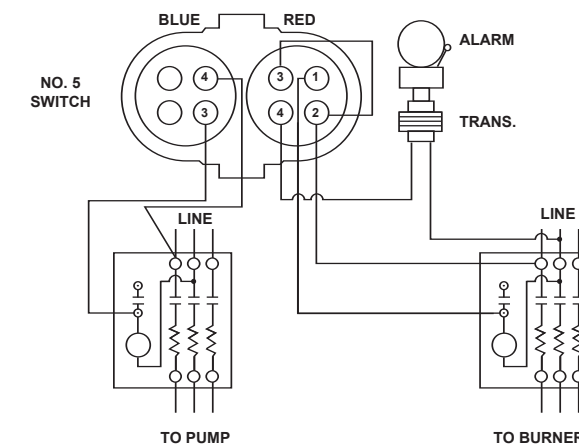 BLUE RED
ALARM
NO. 5
SWITCH
4 3 1
3 4 2
TRANS.
LINE LINE
TO PUMP TO BURNER